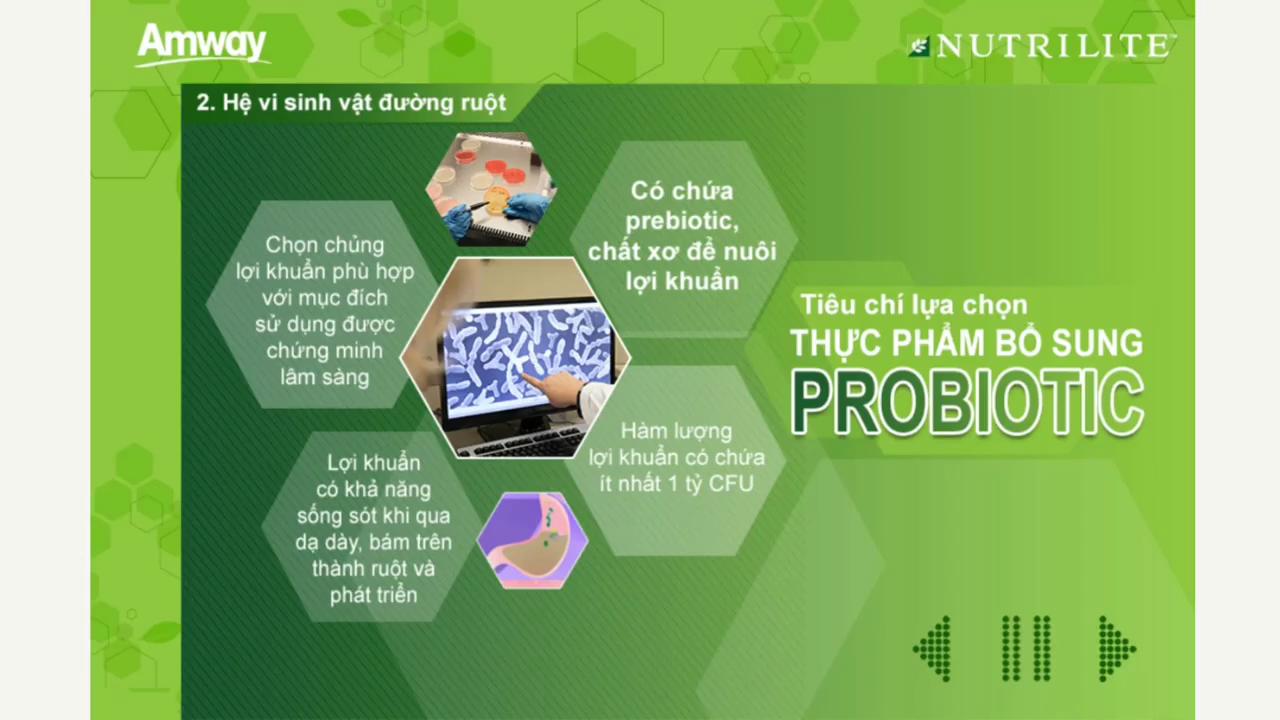 Amway
NUTRILITE™
2. Hệ vi sinh vật đường ruột
Chọn chủng
lợi khuẩn phù hợp
với mục đích
sử dụng được
chứng minh
lâm sàng
Có chứa
prebiotic,
chất xơ để nuôi
lợi khuẩn
Lợi khuẩn
có khả năng
sống sót khi qua
dạ dày, bám trên
thành ruột và
phát triển
Hàm lượng
lợi khuẩn có chứa
ít nhất 1 tỷ CFU
Tiêu chí lựa chọn
THỰC PHẨM BỔ SUNG
PROBIOTIC